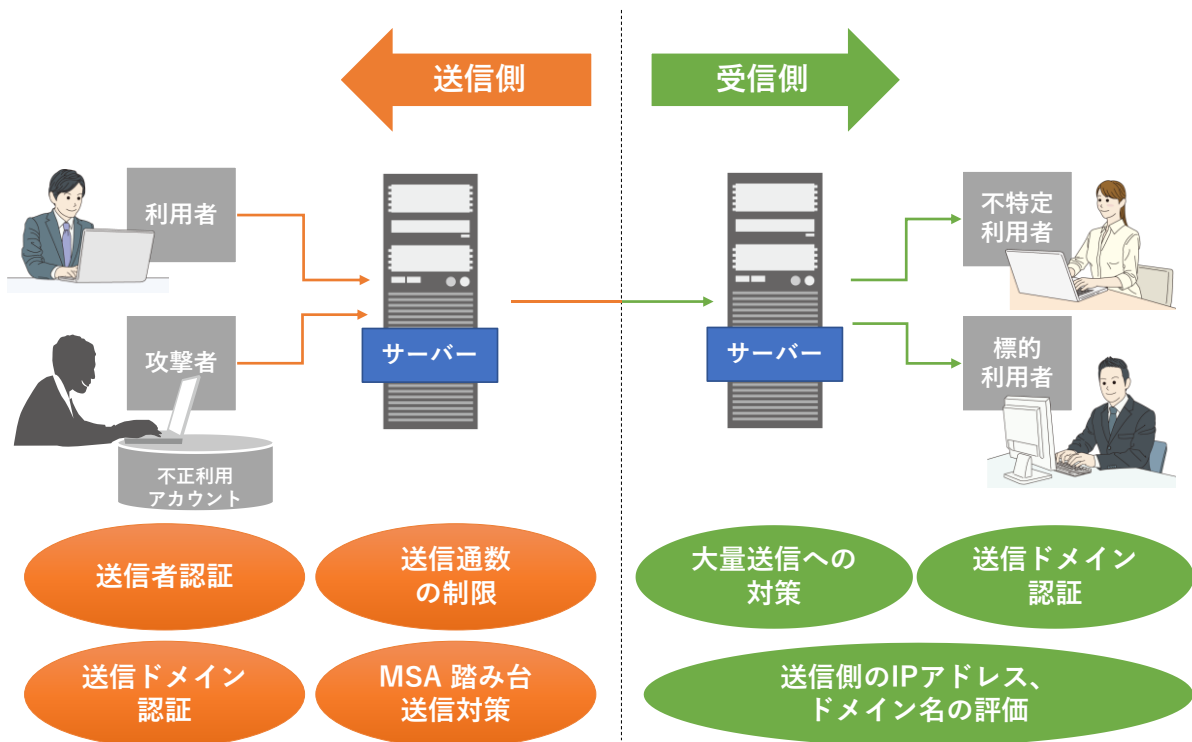 送信側
受信側
利用者
不特定
利用者
サーバー
サーバー
攻撃者
標的
利用者
不正利用
アカウント
送信者認証
送信通数
の制限
大量送信への
対策
送信ドメイン
認証
送信ドメイン
認証
MSA 踏み台
送信対策
送信側のIPアドレス、
ドメイン名の評価